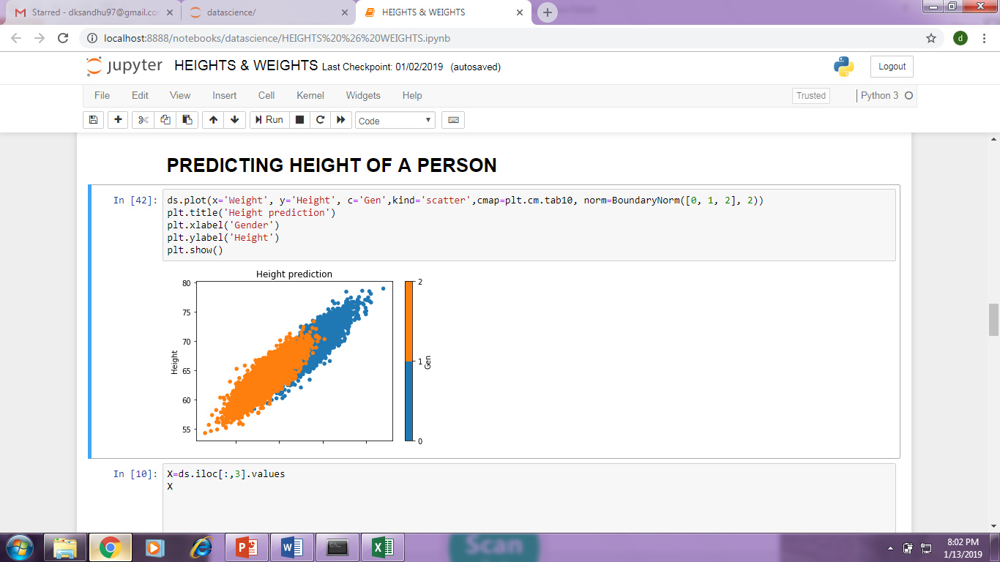 Starred - dksandhu97@gmail.co
datascience/
HEIGHTS & WEIGHTS
localhost:8888/notebooks/datascience/HEIGHTS%20%26%20WEIGHTS.ipynb
d
jupyter HEIGHTS & WEIGHTS Last Checkpoint: 01/02/2019 (autosaved)
Logout
File Edit View Insert Cell Kernel Widgets Help
Trusted
Python 3
Run
Code
PREDICTING HEIGHT OF A PERSON
In [42]:
ds.plot(x='Weight', y='Height', c='Gen',kind='scatter',cmap=plt.cm.tab10, norm=BoundaryNorm([0, 1, 2], 2))
plt.title('Height prediction')
plt.xlabel('Gender')
plt.ylabel('Height')
plt.show()
Height prediction
80
75
70
65
60
55
Height
2
1
0
Gen
In [10]:
X=ds.iloc[:,3].values
X
Scan
8:02 PM
1/13/2019